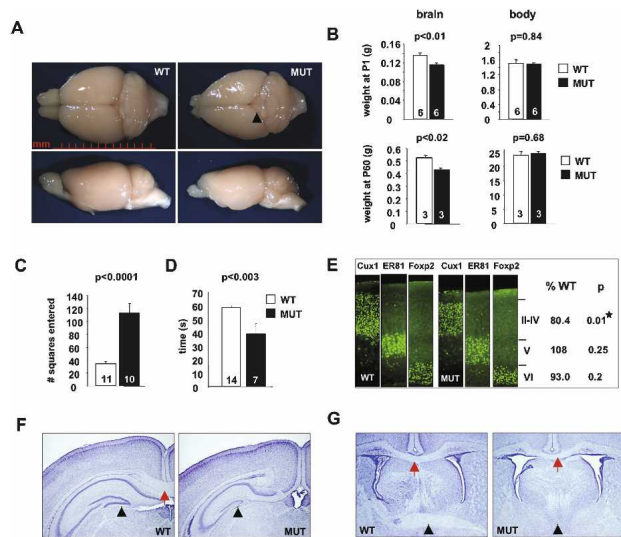 A
WT
MUT
mm
B
brain body
p<0.01 p=0.84
weight at P1 (g)
0.16
0.12
0.08
0.04
0
6 6
1.6
1.2
0.8
0.4
0
6 6
WT
MUT
p<0.02 p=0.68
weight at P60 (g)
0.6
0.5
0.4
0.3
0.2
0.1
0
3 3
25
20
15
10
5
0
3 3
WT
MUT
C
p<0.0001
# squares entered
140
120
100
80
60
40
20
0
11 10
D
p<0.003
time (s)
70
60
50
40
30
20
10
0
14 7
WT
MUT
E
Cux1 ER81 Foxp2 Cux1 ER81 Foxp2
WT MUT
% WT p
II-IV 80.4 0.01★
V 108 0.25
VI 93.0 0.2
F
WT
MUT
G
WT
MUT